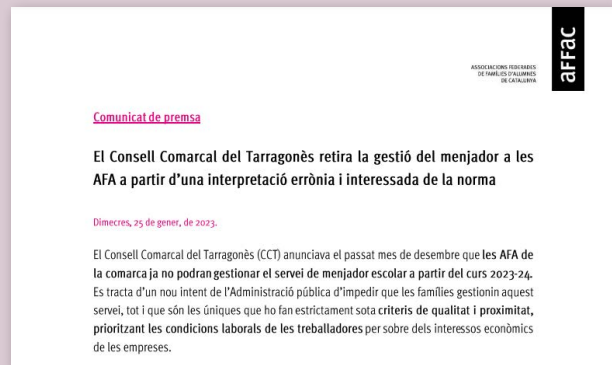 ASSOCIACIONS FEDERADES
DE FAMÍLIES D'ALUMNES
DE CATALUNYA
aFFaC
Comunicat de premsa
El Consell Comarcal del Tarragonès retira la gestió del menjador a les
AFA a partir d'una interpretació errònia i interessada de la norma
Dimecres, 25 de gener, de 2023.
El Consell Comarcal del Tarragonès (CCT) anunciava el passat mes de desembre que les AFA de
la comarca ja no podran gestionar el servei de menjador escolar a partir del curs 2023-24.
Es tracta d'un nou intent de l'Administració pública d'impedir que les famílies gestionin aquest
servei, tot i que són les úniques que ho fan estrictament sota criteris de qualitat i proximitat,
prioritzant les condicions laborals de les treballadores per sobre dels interessos econòmics
de les empreses.